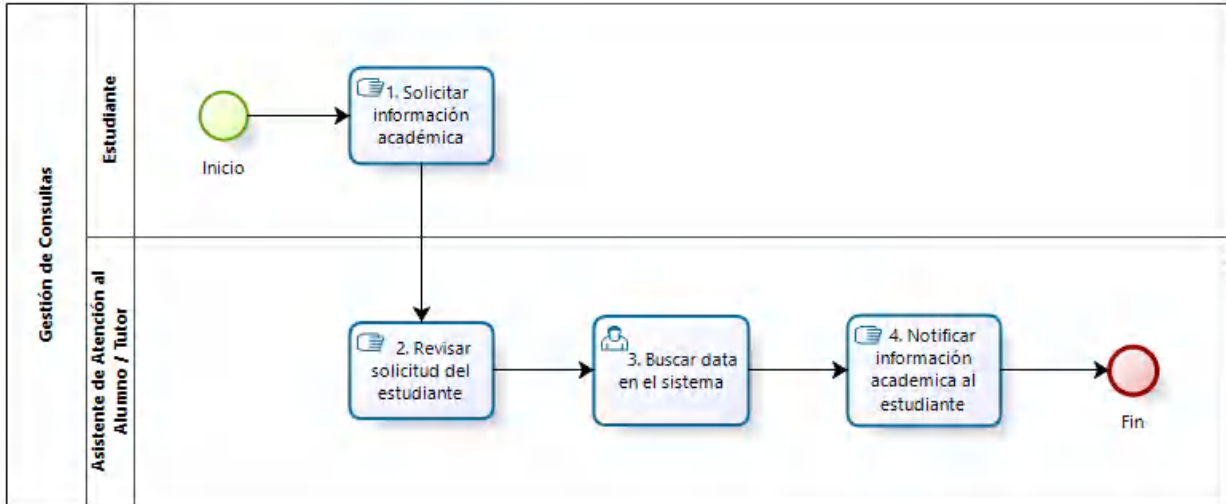 Gestión de Consultas
Estudiante
Inicio
1. Solicitar
información
académica
Asistente de Atención al
Alumno / Tutor
2. Revisar
solicitud del
estudiante
3. Buscar data
en el sistema
4. Notificar
información
academica al
estudiante
Fin